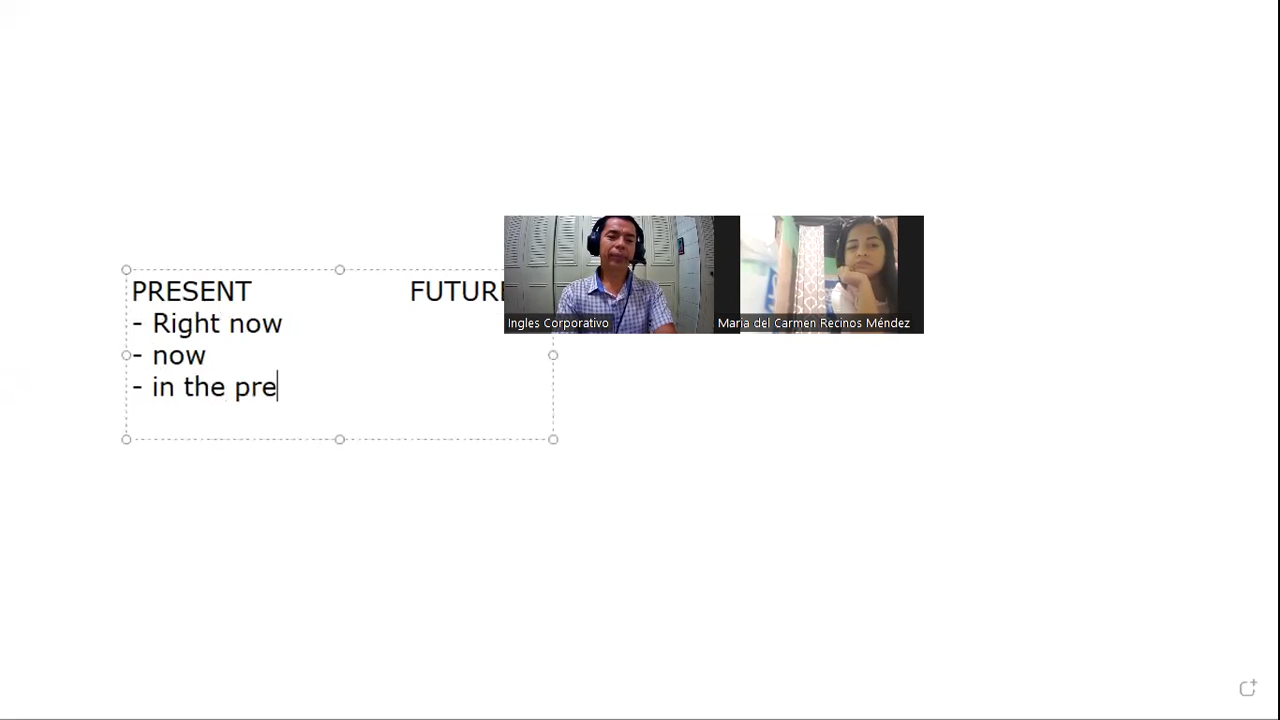 PRESENT FUTUR
- Right now
- now
- in the pre
Ingles Corporativo
Maria del Carmen Recinos Méndez